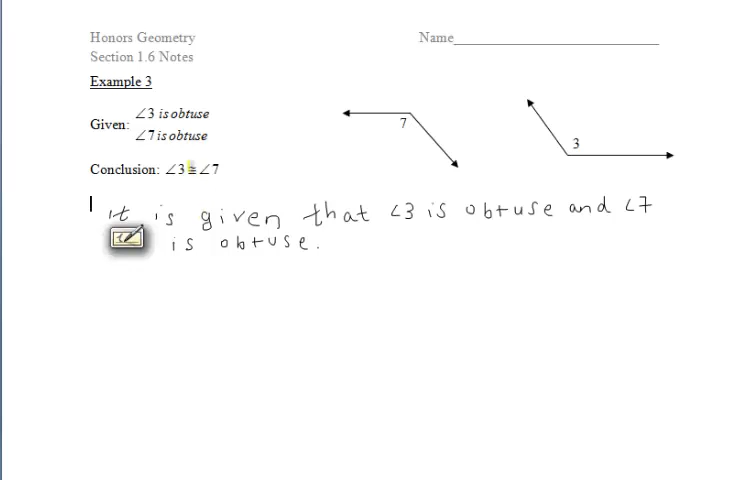 Honors Geometry Name
Section 1.6 Notes
Example 3
Given: ∠3 is obtuse
∠7 is obtuse
Conclusion: ∠3 ≅ ∠7
7
3
It is given that ∠3 is obtuse and ∠7
is obtuse.